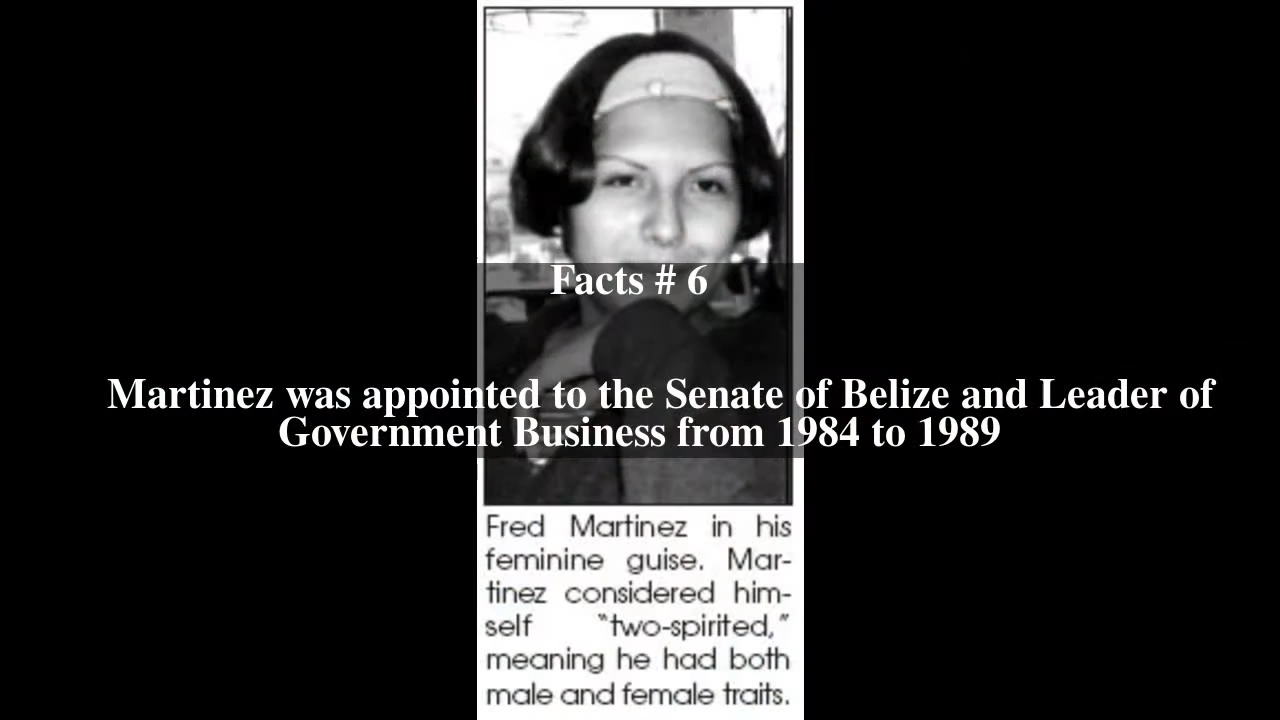 Facts # 6
Martinez was appointed to the Senate of Belize and Leader of
Government Business from 1984 to 1989
Fred Martinez in his
feminine guise. Mar-
tinez considered him-
self "two-spirited,"
meaning he had both
male and female traits.